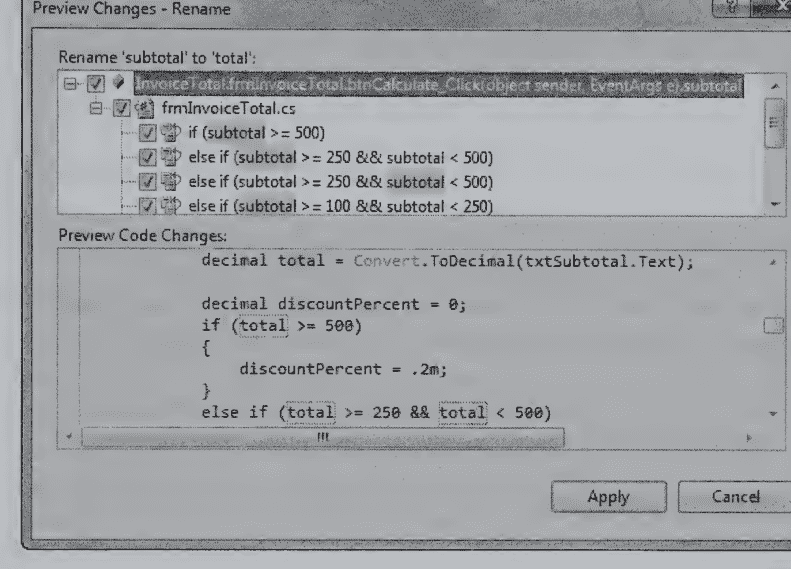 Preview Changes - Rename
Rename 'subtotal' to 'total':
InvoiceTotal.frmInvoiceTotal.btnCalculate_Click(object sender, EventArgs e).subtotal
frmInvoiceTotal.cs
if (subtotal >= 500)
else if (subtotal >= 250 && subtotal < 500)
else if (subtotal >= 250 && subtotal < 500)
else if (subtotal >= 100 && subtotal < 250)
Preview Code Changes:
decimal total = Convert.ToDecimal(txtSubtotal.Text);
decimal discountPercent = 0;
if (total >= 500)
{
discountPercent = .2m;
}
else if (total >= 250 && total < 500)
Apply Cancel